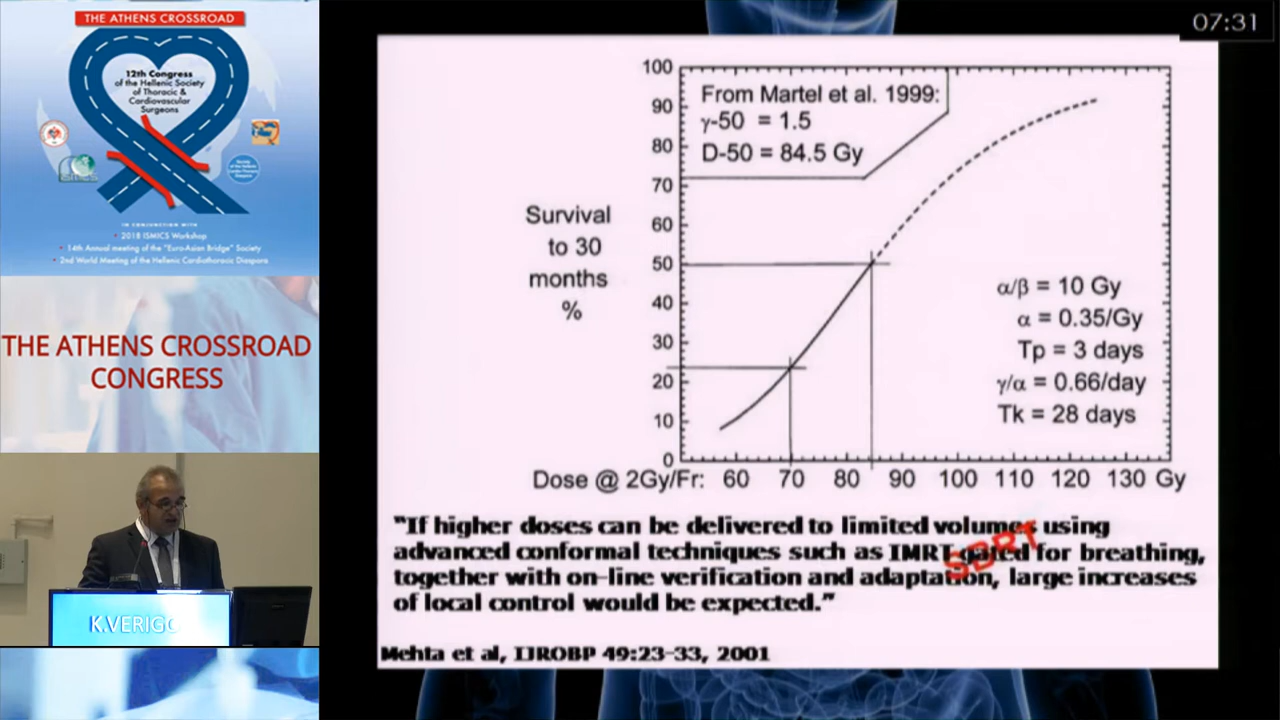 THE ATHENS CROSSROAD
12th Congress
of the Hellenic Society
of Thoracic &
Cardiovascular
Surgeons
IN CONJUNCTION WITH
• 2018 ISMICS Workshop
• 14th Annual meeting of the "Euro-Asian Bridge" Society
• 2nd World Meeting of the Hellenic Cardiothoracic Diaspora
THE ATHENS CROSSROAD
CONGRESS
K.VERIGO
07:31
From Martel et al. 1999:
γ-50 = 1.5
D-50 = 84.5 Gy
Survival
to 30
months
%
100
90
80
70
60
50
40
30
20
10
0
α/β = 10 Gy
α = 0.35/Gy
Tp = 3 days
γ/α = 0.66/day
Tk = 28 days
Dose @ 2Gy/Fr: 60 70 80 90 100 110 120 130 Gy
"If higher doses can be delivered to limited volumes using
advanced conformal techniques such as IMRT gated for breathing,
SBRT
together with on-line verification and adaptation, large increases
of local control would be expected."
Mehta et al, IJROBP 49:23-33, 2001